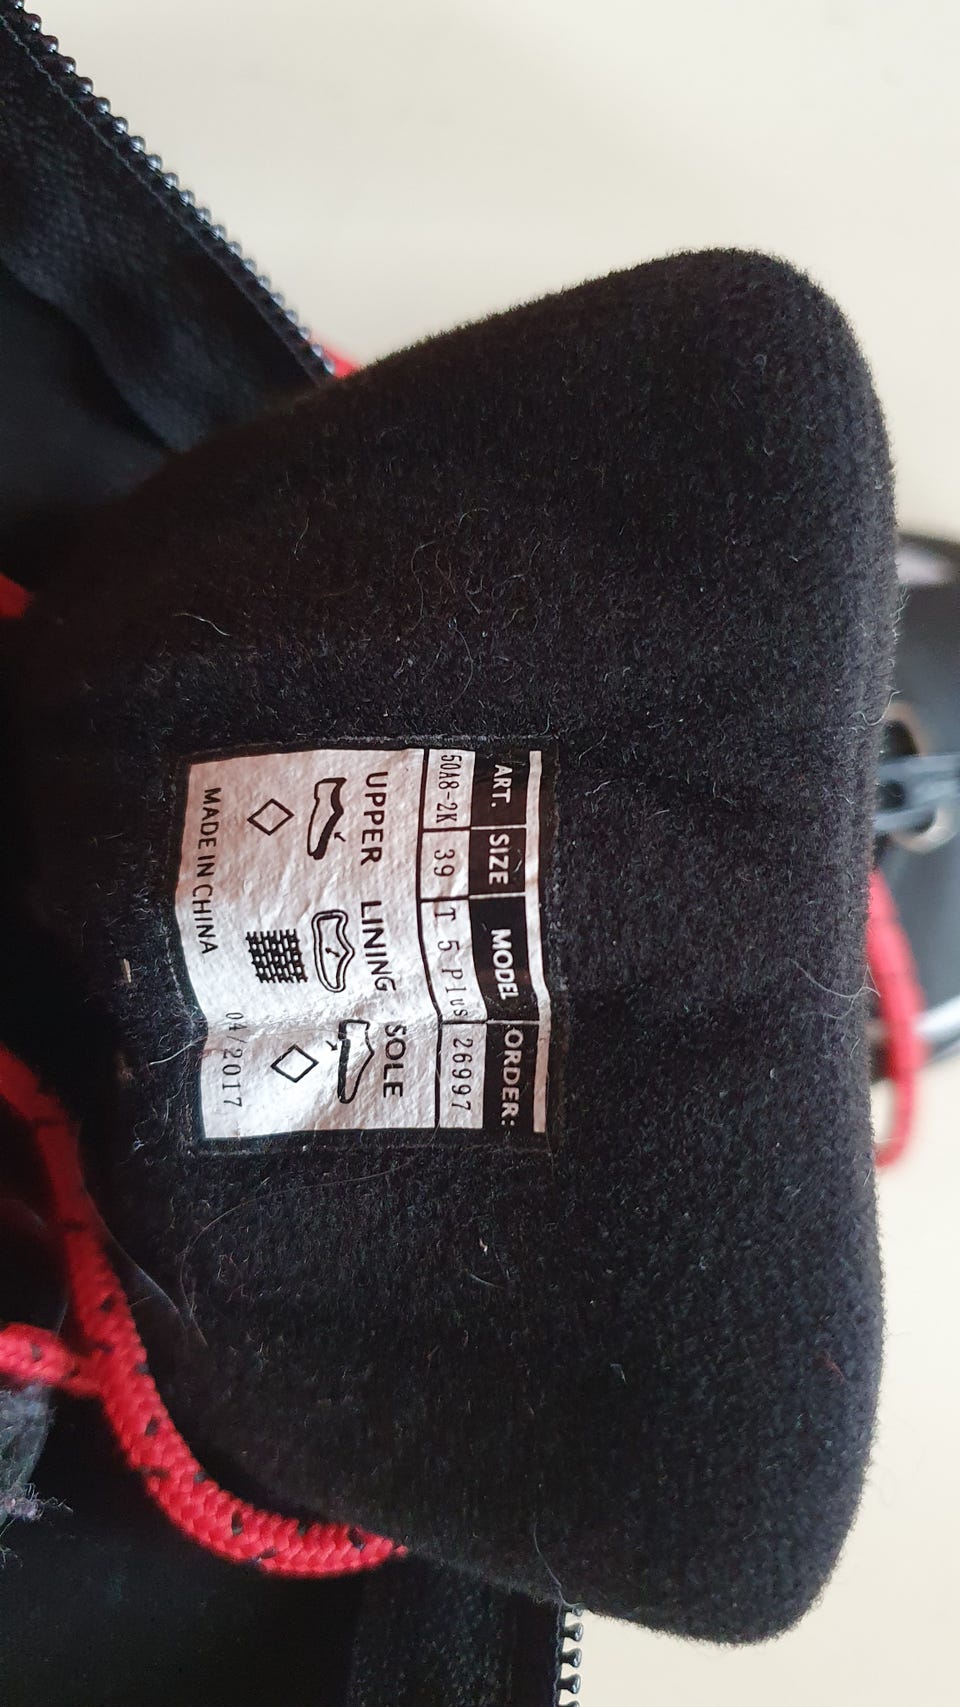 ART. SIZE MODEL ORDER:
50A8-2K 39 T 5 Plus 26997
UPPER LINING SOLE
MADE IN CHINA 04/2017